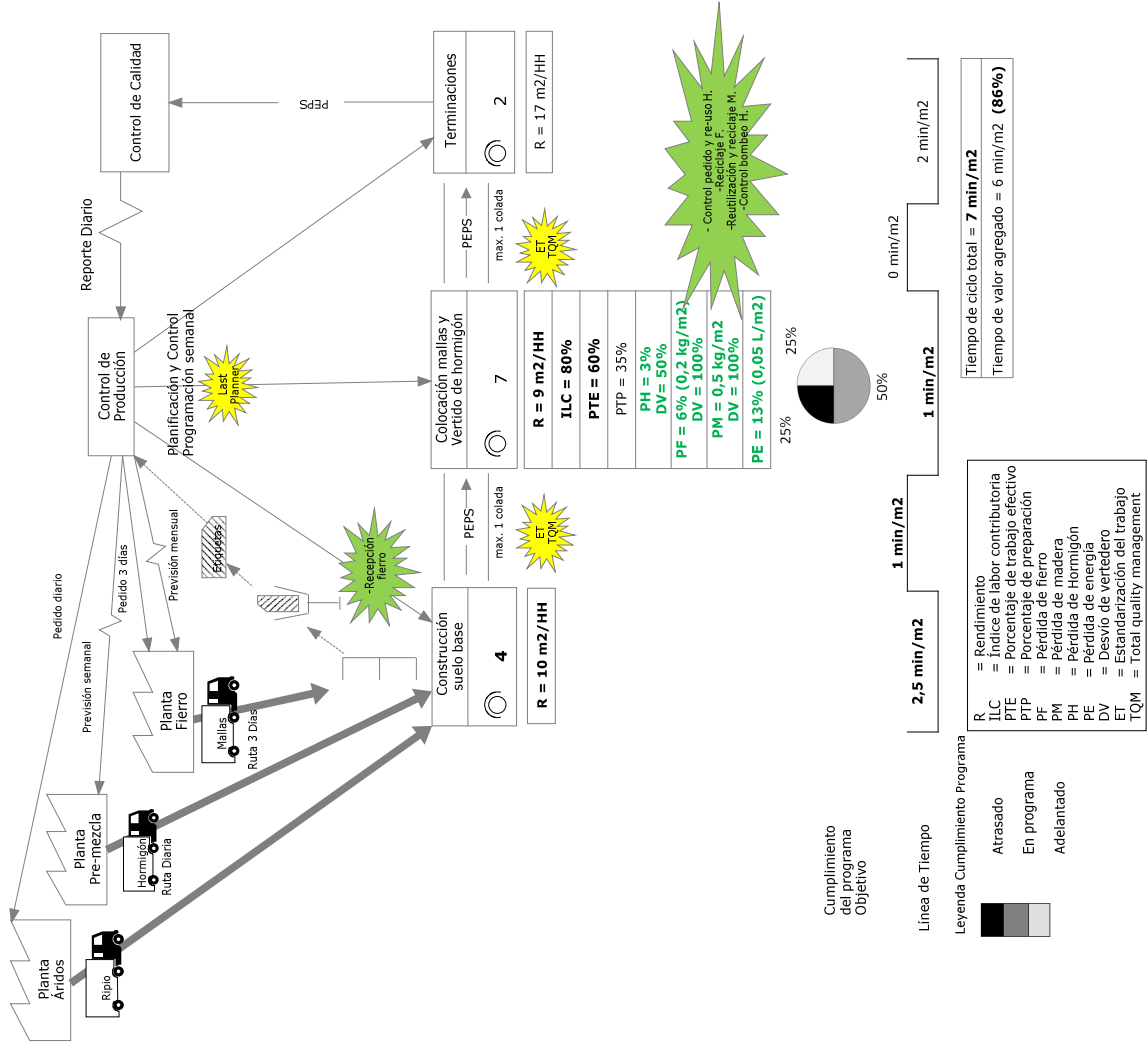 Planta
Áridos
Planta
Pre-mezcla
Planta
Fierro
Ripio
Hormigón
Ruta Diaria
Mallas
Ruta 3 Días
Pedido diario
Previsión semanal
Pedido 3 días
Previsión mensual
Control de
Producción
Reporte Diario
Control de Calidad
PEPS
Planificación y Control
Programación semanal
Last
Planner
Etiquetas
-Recepción
fierro
Construcción
suelo base
4
R = 10 m2/HH
PEPS
max. 1 colada
ET
TQM
Colocación mallas y
Vertido de hormigón
7
R = 9 m2/HH
ILC = 80%
PTE = 60%
PTP = 35%
PH = 3%
DV= 50%
PF = 6% (0,2 kg/m2)
DV = 100%
PM = 0,5 kg/m2
DV = 100%
PE = 13% (0,05 L/m2)
PEPS
max. 1 colada
ET
TQM
Terminaciones
2
R = 17 m2/HH
- Control pedido y re-uso H.
-Reciclaje F.
-Reutilización y reciclaje M.
-Control bombeo H.
Cumplimiento
del programa
Objetivo
25%
25%
50%
Línea de Tiempo
2,5 min/m2
1 min/m2
1 min/m2
0 min/m2
2 min/m2
Leyenda Cumplimiento Programa
Atrasado
En programa
Adelantado
R = Rendimiento
ILC = Índice de labor contributoria
PTE = Porcentaje de trabajo efectivo
PTP = Porcentaje de preparación
PF = Pérdida de fierro
PM = Pérdida de madera
PH = Pérdida de Hormigón
PE = Pérdida de energía
DV = Desvío de vertedero
ET = Estandarización del trabajo
TQM = Total quality management
Tiempo de ciclo total = 7 min/m2
Tiempo de valor agregado = 6 min/m2 (86%)